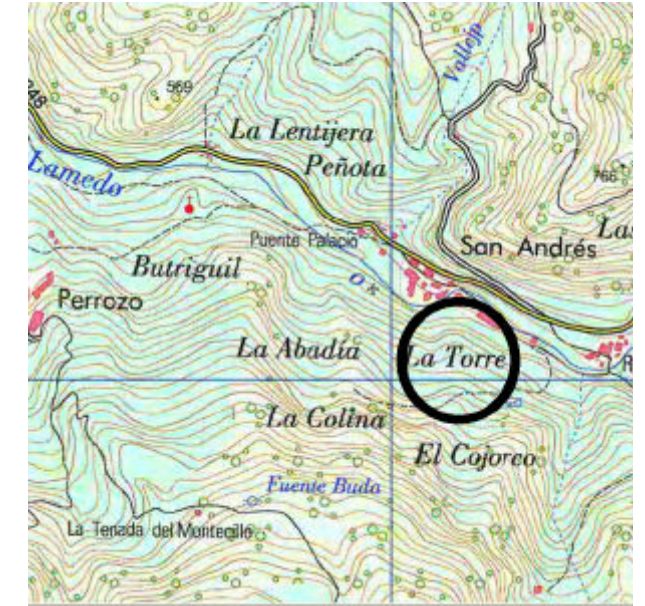 569
Vallejo
La Lentijera
Peñota
Lamedo
766
Las
Puente Palacio
San Andrés
Butriguil
Perrozo
La Abadía
La Torre
R
La Colina
El Cojorco
Fuente Buda
La Tenada del Montecillo